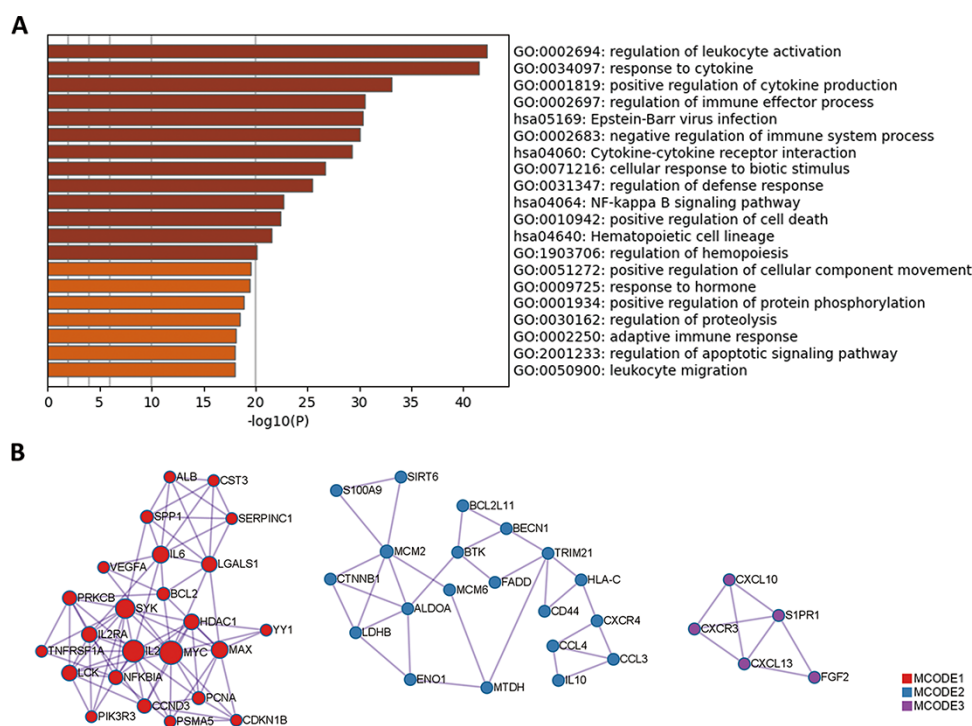 A
GO:0002694: regulation of leukocyte activation
GO:0034097: response to cytokine
GO:0001819: positive regulation of cytokine production
GO:0002697: regulation of immune effector process
hsa05169: Epstein-Barr virus infection
GO:0002683: negative regulation of immune system process
hsa04060: Cytokine-cytokine receptor interaction
GO:0071216: cellular response to biotic stimulus
GO:0031347: regulation of defense response
hsa04064: NF-kappa B signaling pathway
GO:0010942: positive regulation of cell death
hsa04640: Hematopoietic cell lineage
GO:1903706: regulation of hemopoiesis
GO:0051272: positive regulation of cellular component movement
GO:0009725: response to hormone
GO:0001934: positive regulation of protein phosphorylation
GO:0030162: regulation of proteolysis
GO:0002250: adaptive immune response
GO:2001233: regulation of apoptotic signaling pathway
GO:0050900: leukocyte migration
0 5 10 15 20 25 30 35 40
-log10(P)
B
ALB
CST3
SPP1
SERPINC1
IL6
LGALS1
VEGFA
BCL2
PRKCB
SYK
HDAC1
YY1
IL2RA
TNFRSF1A
IL2
MYC
MAX
LCK
NFKBIA
PCNA
CCND3
PIK3R3
PSMA5
CDKN1B
SIRT6
S100A9
BCL2L11
BECN1
MCM2
BTK
TRIM21
CTNNB1
MCM6
FADD
HLA-C
ALDOA
CD44
CXCR4
LDHB
CCL4
CCL3
ENO1
MTDH
IL10
CXCL10
S1PR1
CXCR3
CXCL13
FGF2
MCODE1
MCODE2
MCODE3